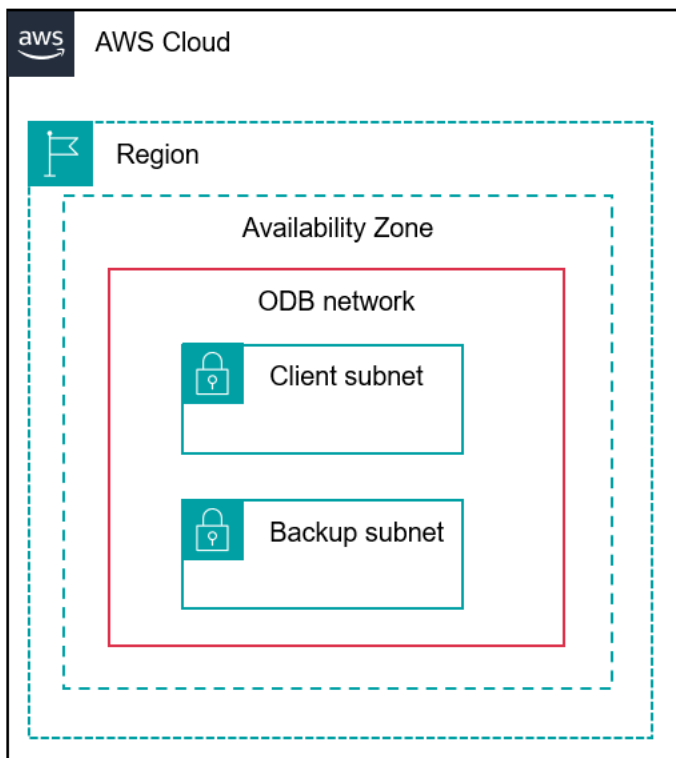 aws
AWS Cloud
Region
Availability Zone
ODB network
Client subnet
Backup subnet